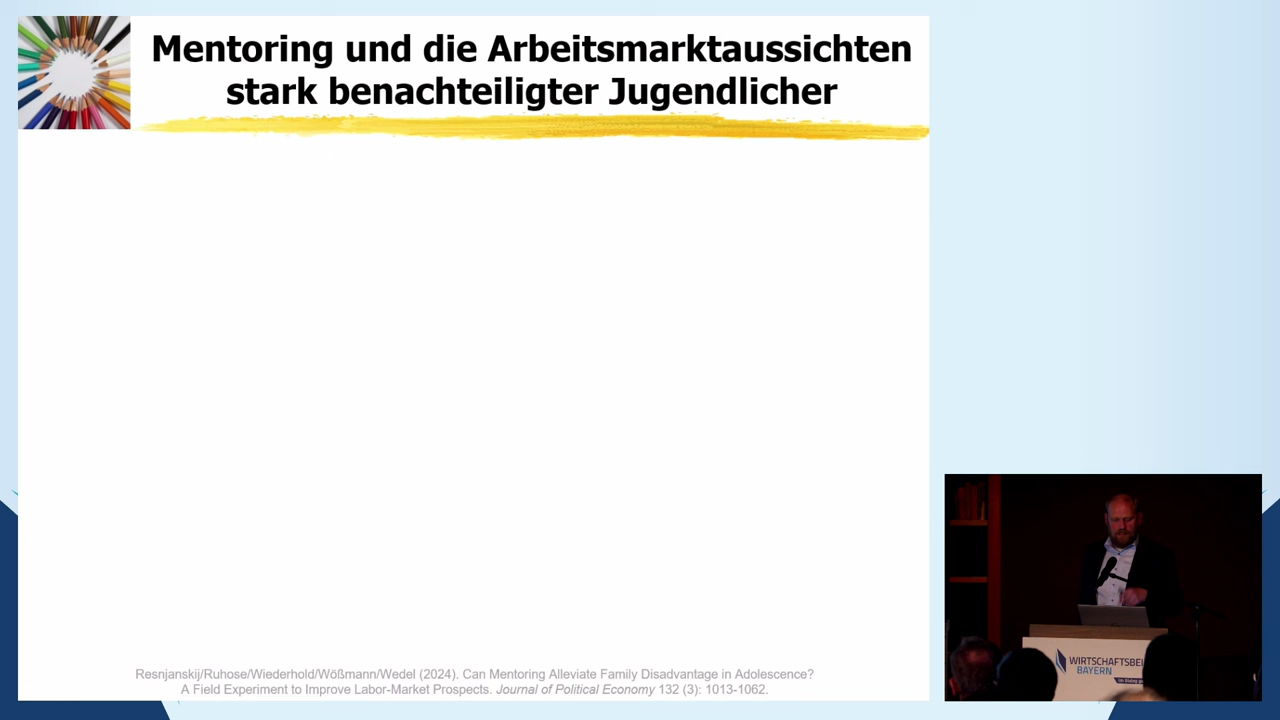 Mentoring und die Arbeitsmarktaussichten
stark benachteiligter Jugendlicher
Resnjanskij/Ruhose/Wiederhold/Wößmann/Wedel (2024). Can Mentoring Alleviate Family Disadvantage in Adolescence?
A Field Experiment to Improve Labor-Market Prospects. Journal of Political Economy 132 (3): 1013-1062.
WIRTSCHAFTSBEI
BAYERN